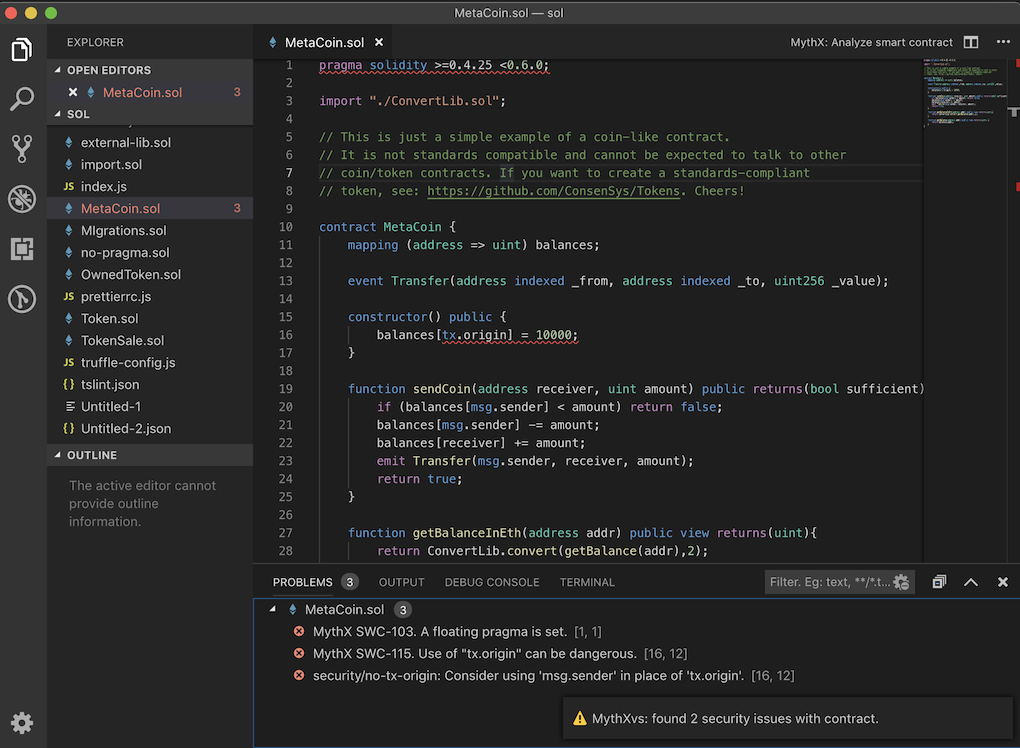 MetaCoin.sol — sol
EXPLORER
OPEN EDITORS
MetaCoin.sol 3
SOL
external-lib.sol
import.sol
JS index.js
MetaCoin.sol 3
MIgrations.sol
no-pragma.sol
OwnedToken.sol
JS prettierrc.js
Token.sol
TokenSale.sol
JS truffle-config.js
{} tslint.json
Untitled-1
{} Untitled-2.json
OUTLINE
The active editor cannot
provide outline
information.
MetaCoin.sol
MythX: Analyze smart contract
1 pragma solidity >=0.4.25 <0.6.0;
2
3 import "./ConvertLib.sol";
4
5 // This is just a simple example of a coin-like contract.
6 // It is not standards compatible and cannot be expected to talk to other
7 // coin/token contracts. If you want to create a standards-compliant
8 // token, see: https://github.com/ConsenSys/Tokens. Cheers!
9
10 contract MetaCoin {
11 mapping (address => uint) balances;
12
13 event Transfer(address indexed _from, address indexed _to, uint256 _value);
14
15 constructor() public {
16 balances[tx.origin] = 10000;
17 }
18
19 function sendCoin(address receiver, uint amount) public returns(bool sufficient)
20 if (balances[msg.sender] < amount) return false;
21 balances[msg.sender] -= amount;
22 balances[receiver] += amount;
23 emit Transfer(msg.sender, receiver, amount);
24 return true;
25 }
26
27 function getBalanceInEth(address addr) public view returns(uint){
28 return ConvertLib.convert(getBalance(addr),2);
PROBLEMS 3 OUTPUT DEBUG CONSOLE TERMINAL
Filter. Eg: text, **/*.t...
MetaCoin.sol 3
MythX SWC-103. A floating pragma is set. [1, 1]
MythX SWC-115. Use of "tx.origin" can be dangerous. [16, 12]
security/no-tx-origin: Consider using 'msg.sender' in place of 'tx.origin'. [16, 12]
MythXvs: found 2 security issues with contract.